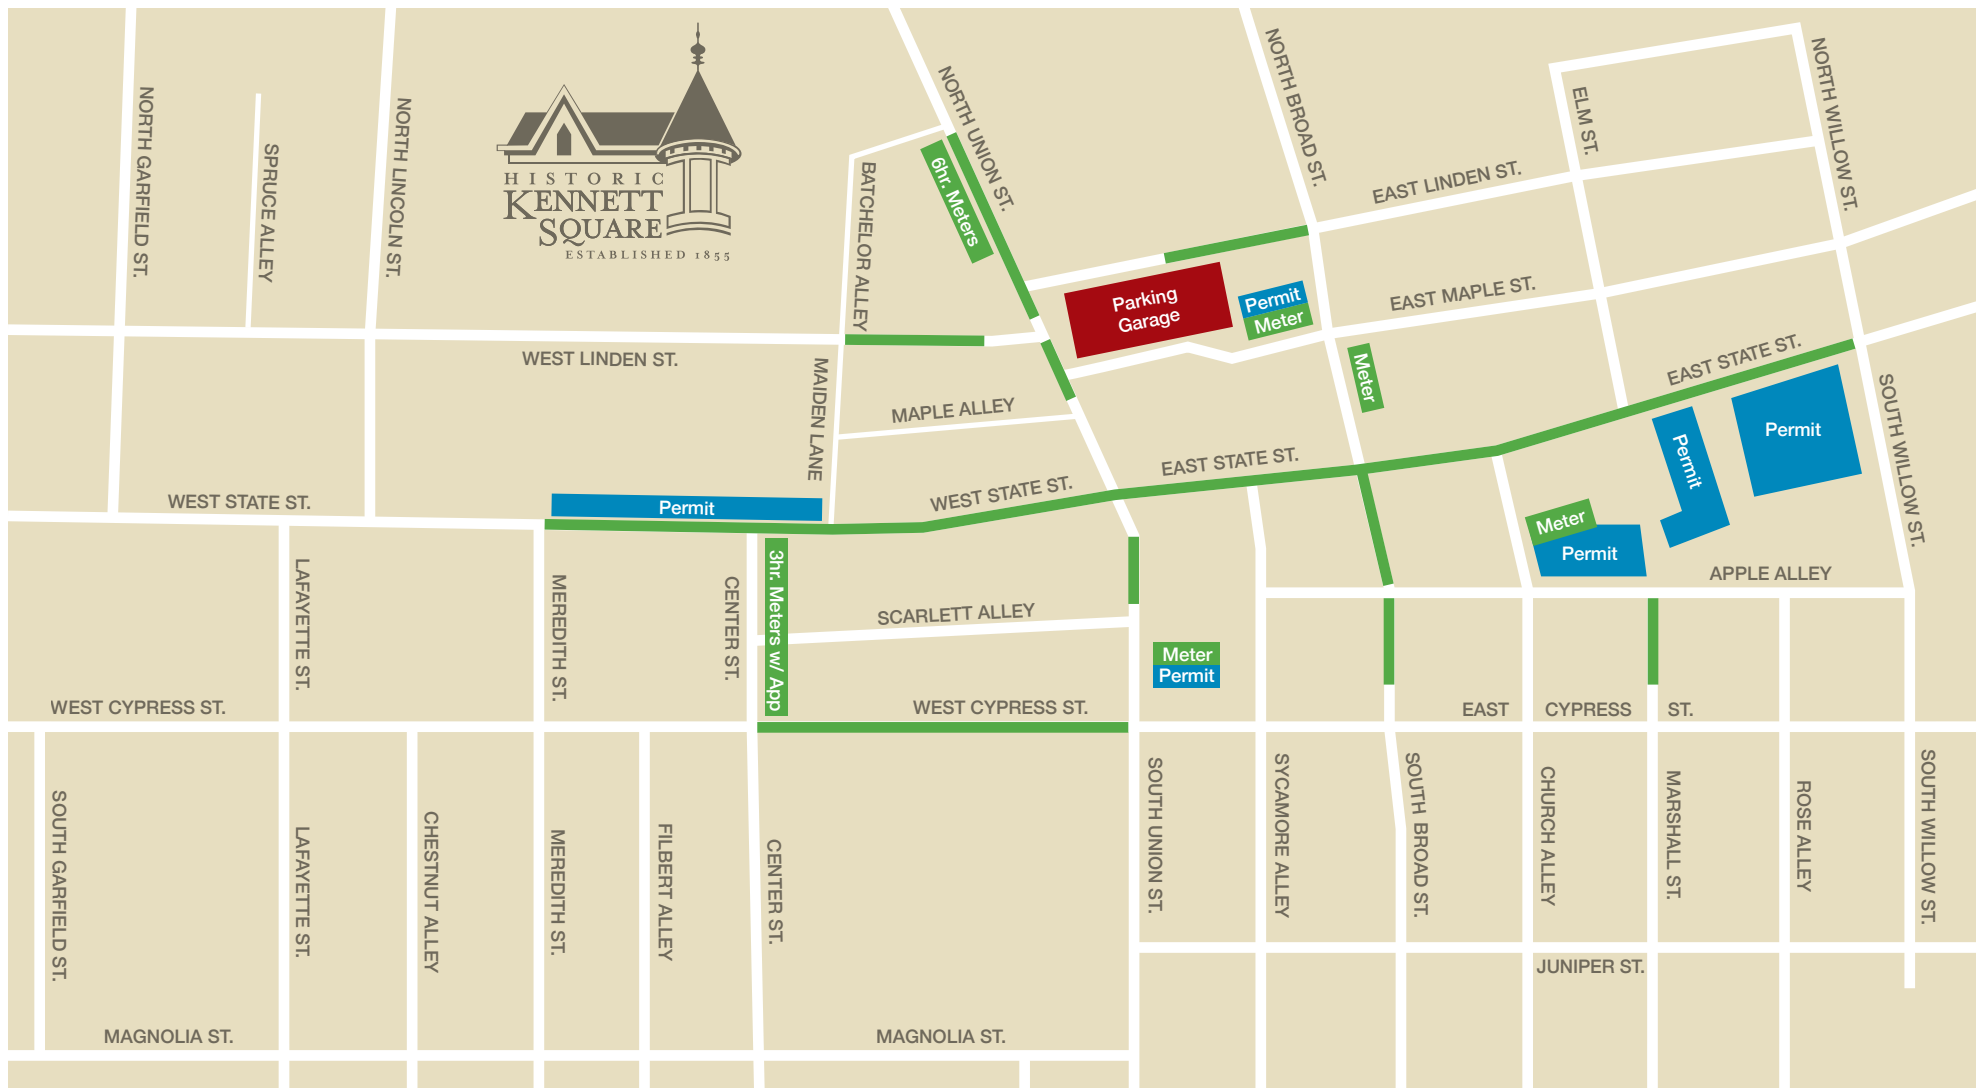 NORTH GARFIELD ST.
SPRUCE ALLEY
NORTH LINCOLN ST.
HISTORIC
KENNETT
SQUARE
ESTABLISHED 1855
BATCHELOR ALLEY
6hr. Meters
NORTH UNION ST.
NORTH BROAD ST.
EAST LINDEN ST.
ELM ST.
NORTH WILLOW ST.
Parking
Garage
Permit
Meter
EAST MAPLE ST.
WEST LINDEN ST.
MAIDEN LANE
MAPLE ALLEY
Meter
EAST STATE ST.
SOUTH WILLOW ST.
WEST STATE ST.
Permit
WEST STATE ST.
EAST STATE ST.
Permit
Permit
Meter
Permit
APPLE ALLEY
LAFAYETTE ST.
MEREDITH ST.
CENTER ST.
3hr. Meters w/ App
SCARLETT ALLEY
Meter
Permit
WEST CYPRESS ST.
WEST CYPRESS ST.
EAST CYPRESS ST.
SOUTH GARFIELD ST.
LAFAYETTE ST.
CHESTNUT ALLEY
MEREDITH ST.
FILBERT ALLEY
CENTER ST.
SOUTH UNION ST.
SYCAMORE ALLEY
SOUTH BROAD ST.
CHURCH ALLEY
MARSHALL ST.
ROSE ALLEY
SOUTH WILLOW ST.
JUNIPER ST.
MAGNOLIA ST.
MAGNOLIA ST.